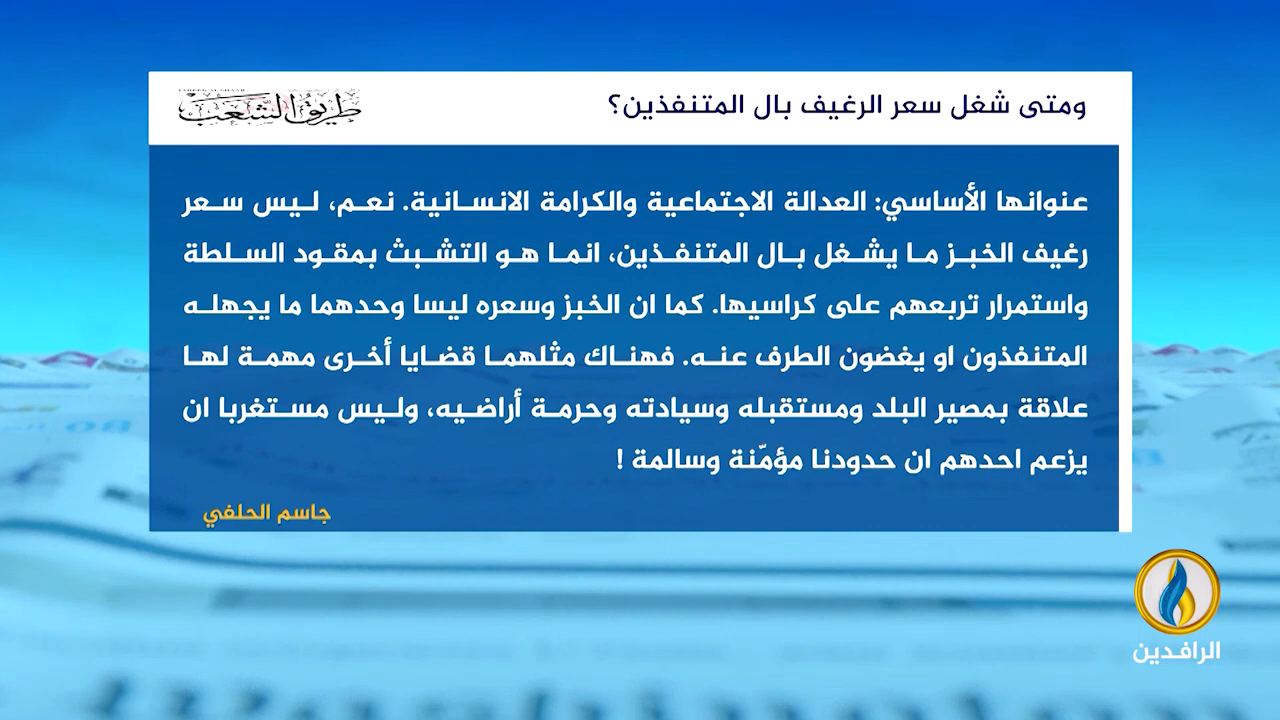 ومتى شغل سعر الرغيف بال المتنفذين؟
طريق الشعب
عنوانها الأساسي: العدالة الاجتماعية والكرامة الانسانية. نعم، ليس سعر
رغيف الخبز ما يشغل بال المتنفذين، انما هو التشبث بمقود السلطة
واستمرار تربعهم على كراسيها. كما ان الخبز وسعره ليسا وحدهما ما يجهله
المتنفذون او يغضون الطرف عنه. فهناك مثلهما قضايا أخرى مهمة لها
علاقة بمصير البلد ومستقبله وسيادته وحرمة أراضيه، وليس مستغربا ان
يزعم احدهم ان حدودنا مؤمّنة وسالمة !
جاسم الحلفي
الرافدين